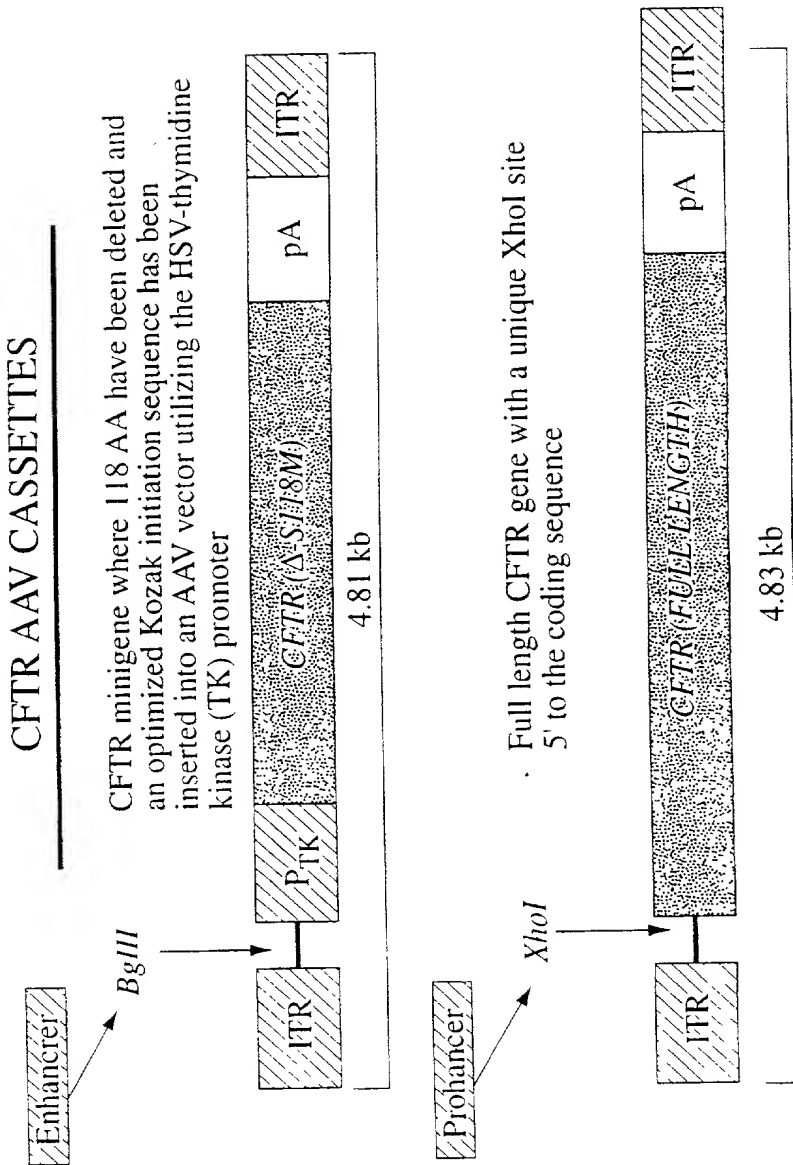 CFTR AAV CASSETTES
Enhancrer
BglII
CFTR minigene where 118 AA have been deleted and
an optimized Kozak initiation sequence has been
inserted into an AAV vector utilizing the HSV-thymidine
kinase (TK) promoter
ITR
PTK
CFTR (Δ-S118M)
pA
ITR
4.81 kb
Prohancer
XhoI
Full length CFTR gene with a unique XhoI site
5' to the coding sequence
ITR
CFTR (FULL LENGTH)
pA
ITR
4.83 kb